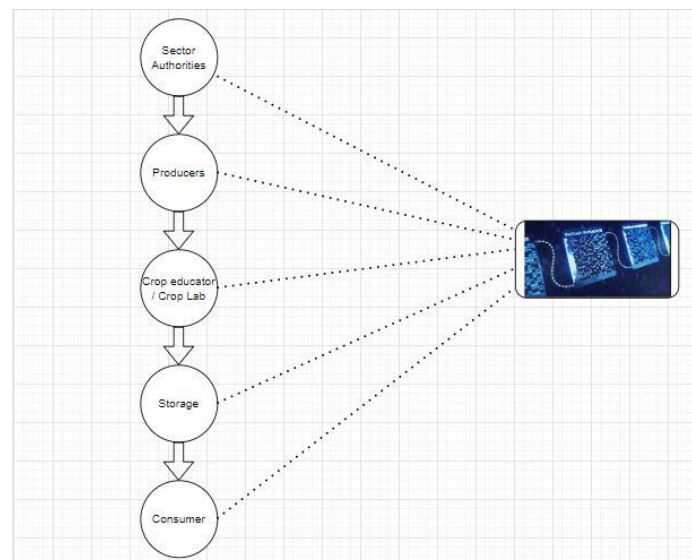 Sector
Authorities
Producers
Crop educator
/ Crop Lab
Storage
Consumer